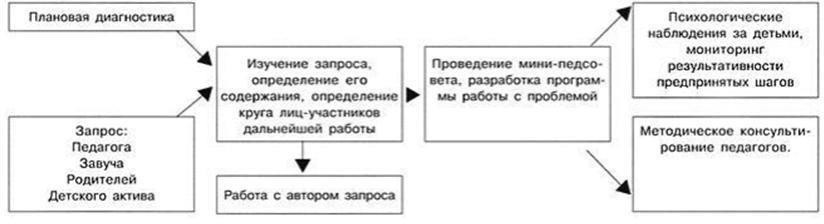 Плановая диагностика
Запрос:
Педагога
Завуча
Родителей
Детского актива
Изучение запроса,
определение его
содержания, определение
круга лиц-участников
дальнейшей работы
Работа с автором запроса
Проведение мини-педсо-
вета, разработка програм-
мы работы с проблемой
Психологические
наблюдения за детьми,
мониторинг
результативности
предпринятых шагов
Методическое консульти-
рование педагогов.